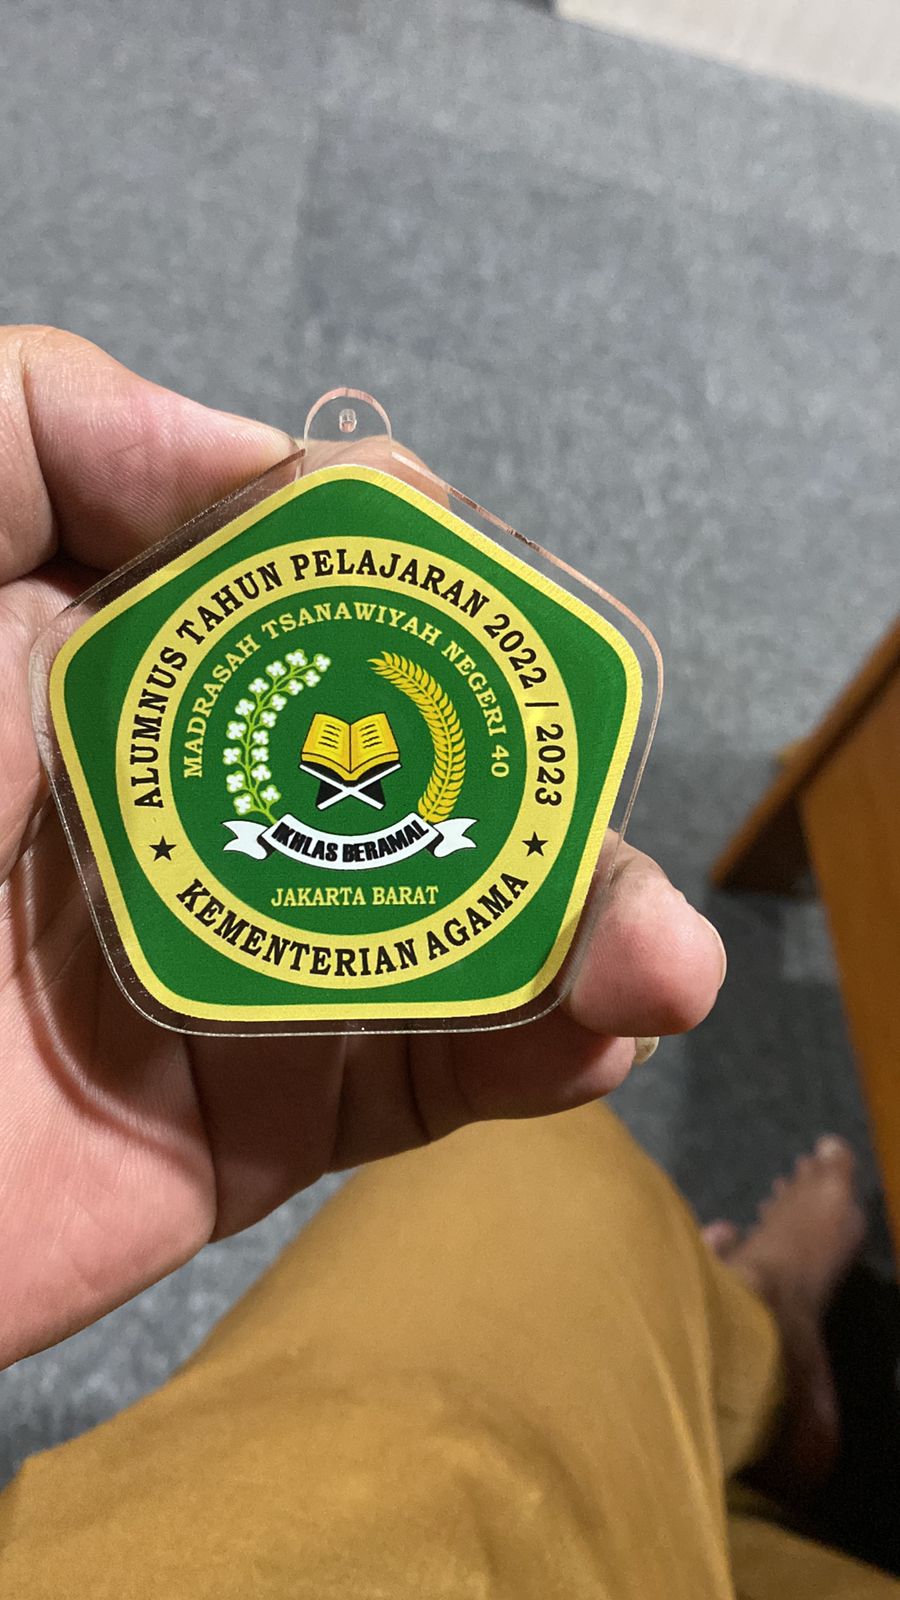 ALUMNUS TAHUN PELAJARAN 2022 / 2023
MADRASAH TSANAWIYAH NEGERI 40
IKHLAS BERAMAL
JAKARTA BARAT
KEMENTERIAN AGAMA